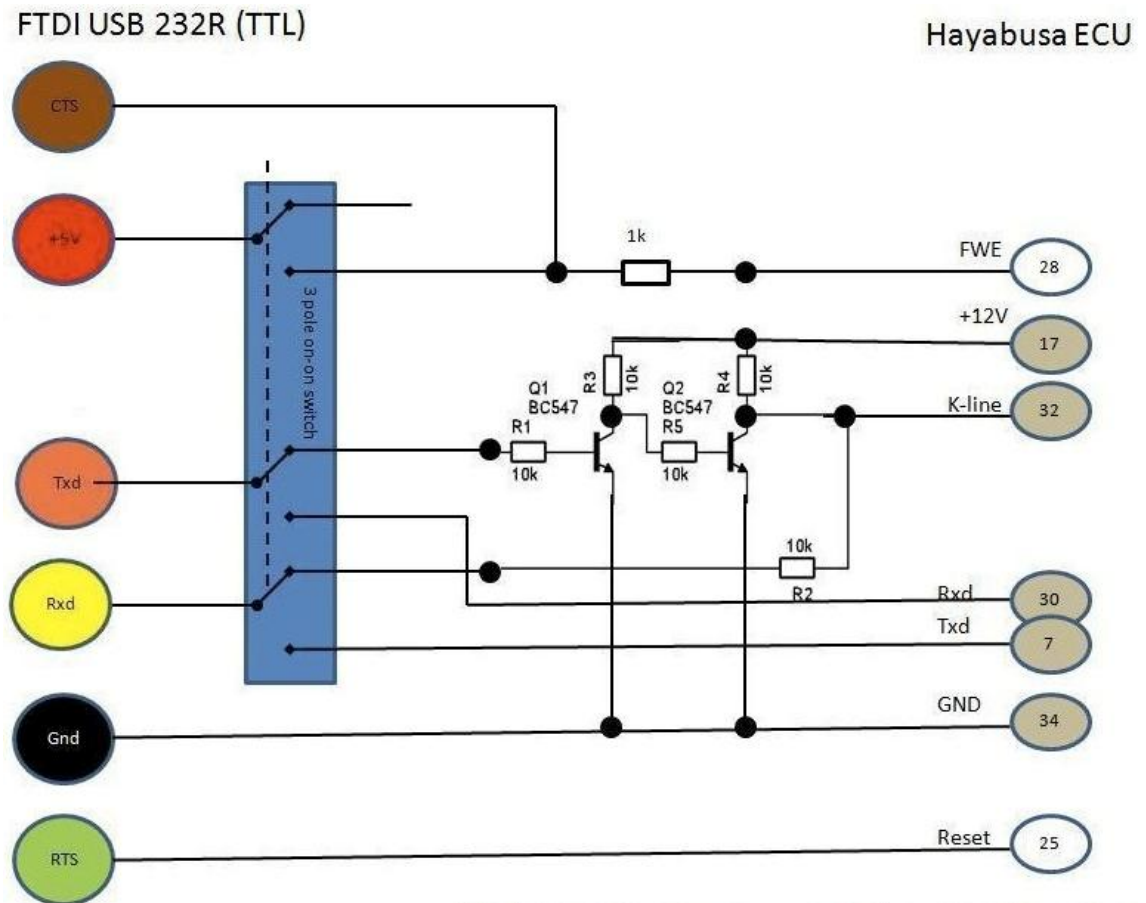 FTDI USB 232R (TTL)
Hayabusa ECU
CTS
+5V
1k
FWE
28
+12V
17
3 pole on-on switch
R3
10k
R4
10k
Q1
BC547
Q2
BC547
K-line
32
R1
10k
R5
10k
Txd
10k
R2
Rxd
Rxd
30
Txd
7
GND
34
Gnd
Reset
25
RTS